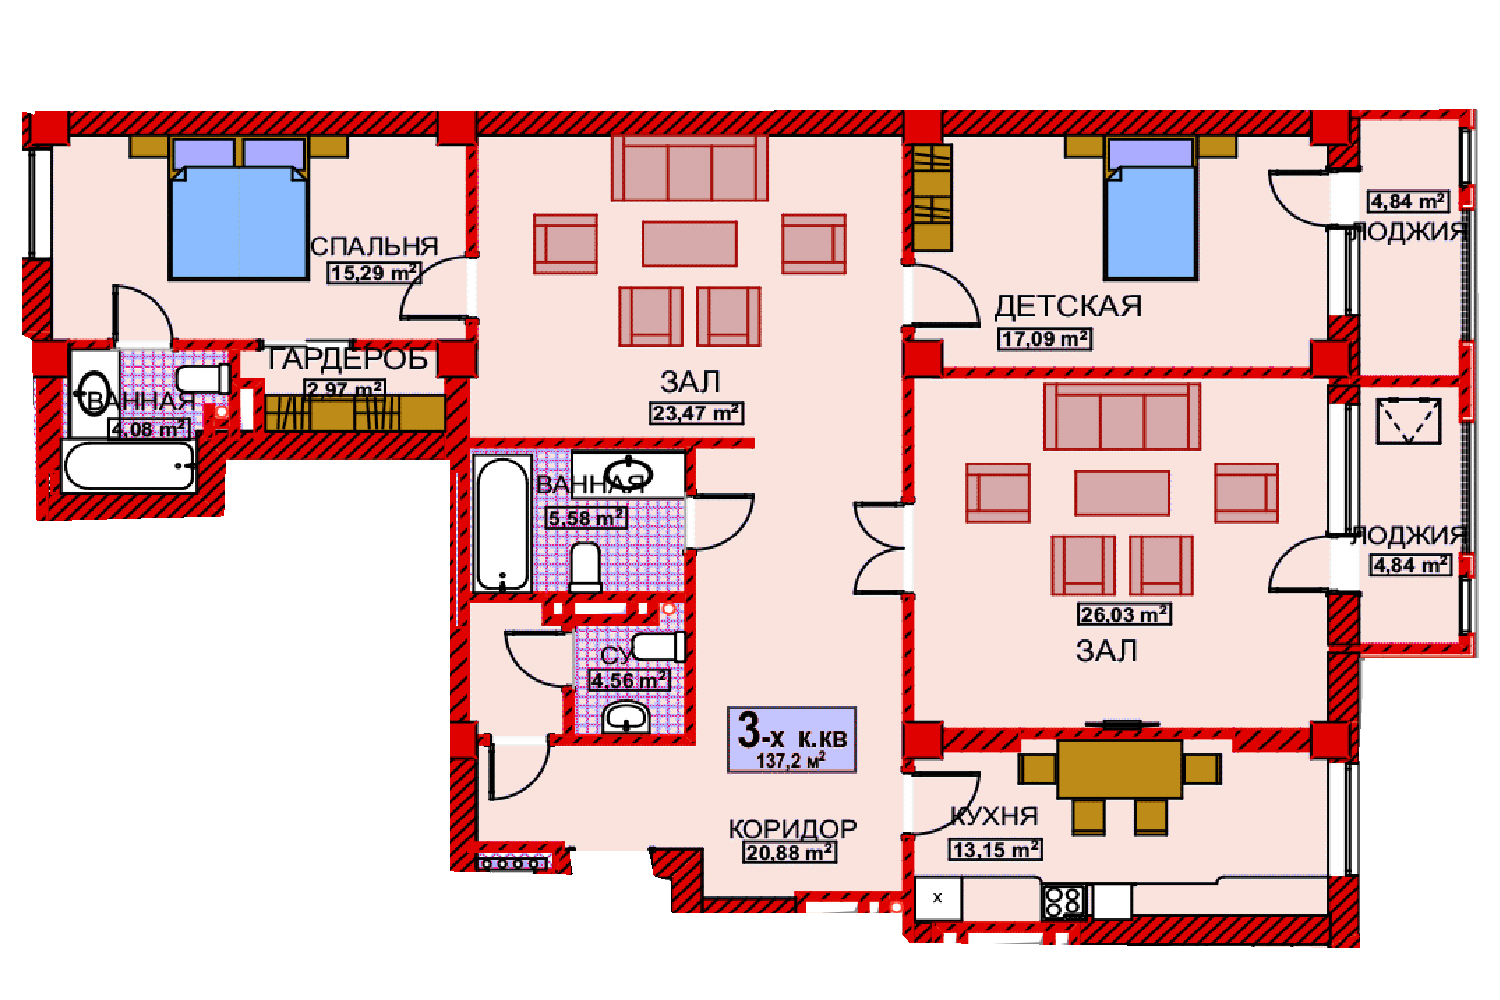 4,84 m²
ЛОДЖИЯ
СПАЛЬНЯ
15,29 m²
ДЕТСКАЯ
17,09 m²
ГАРДЕРОБ
2,97 m²
ЗАЛ
23,47 m²
ВАННАЯ
4,08 m²
ВАННАЯ
5,58 m²
ЛОДЖИЯ
4,84 m²
26,03 m²
ЗАЛ
СУ
4,56 m²
3-х к.кв
137,2 м²
КОРИДОР
20,88 m²
КУХНЯ
13,15 m²
x